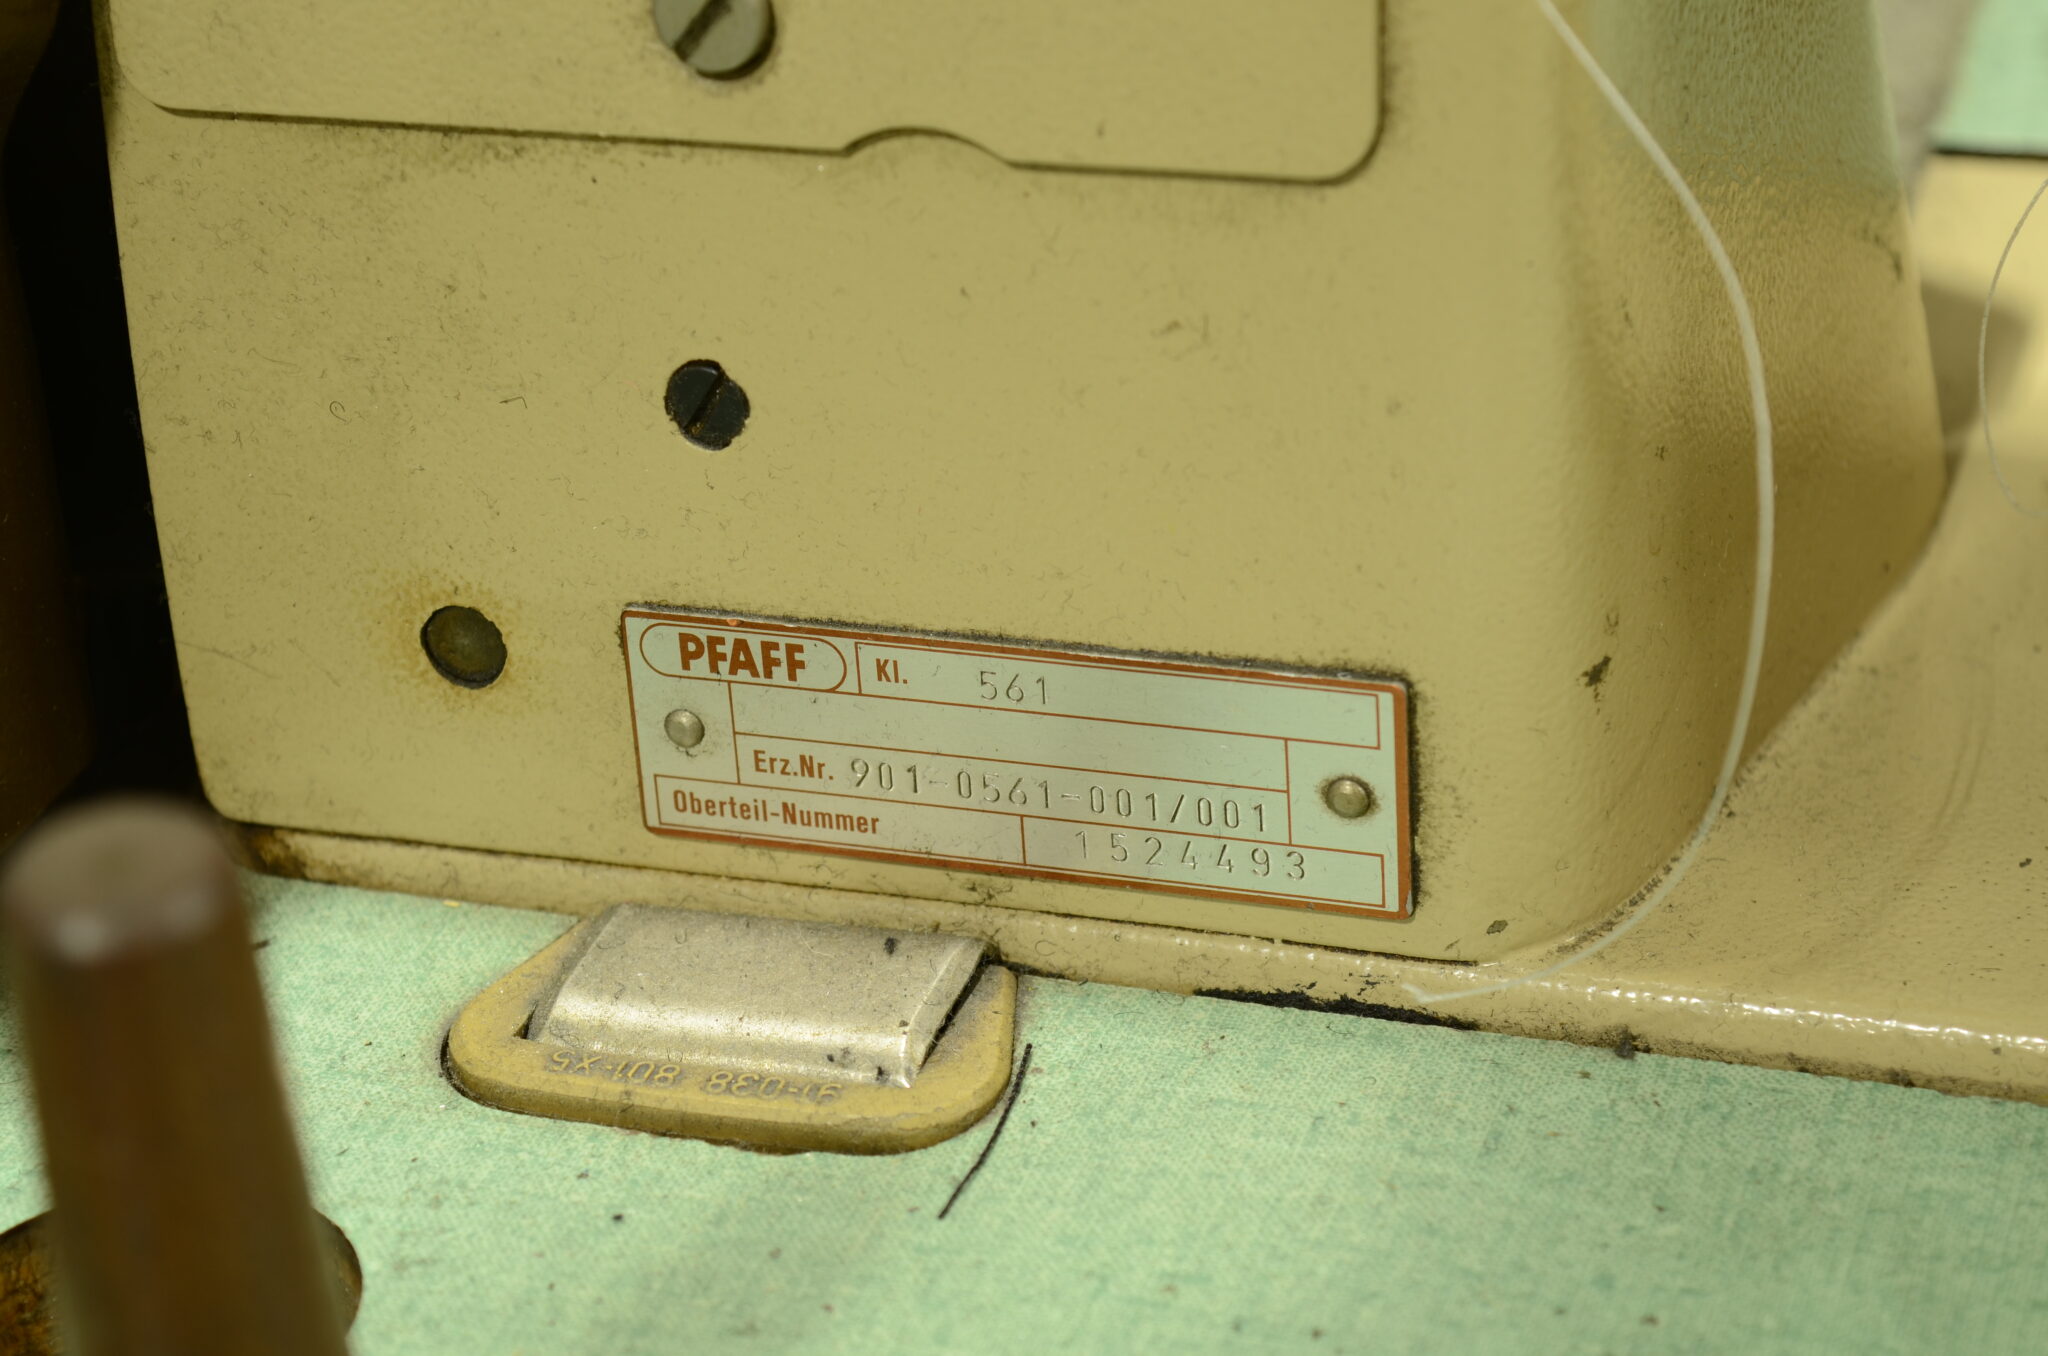 PFAFF Kl. 561
Erz.Nr. 901-0561-001/001
Oberteil-Nummer 1524493
91-038 801-X5